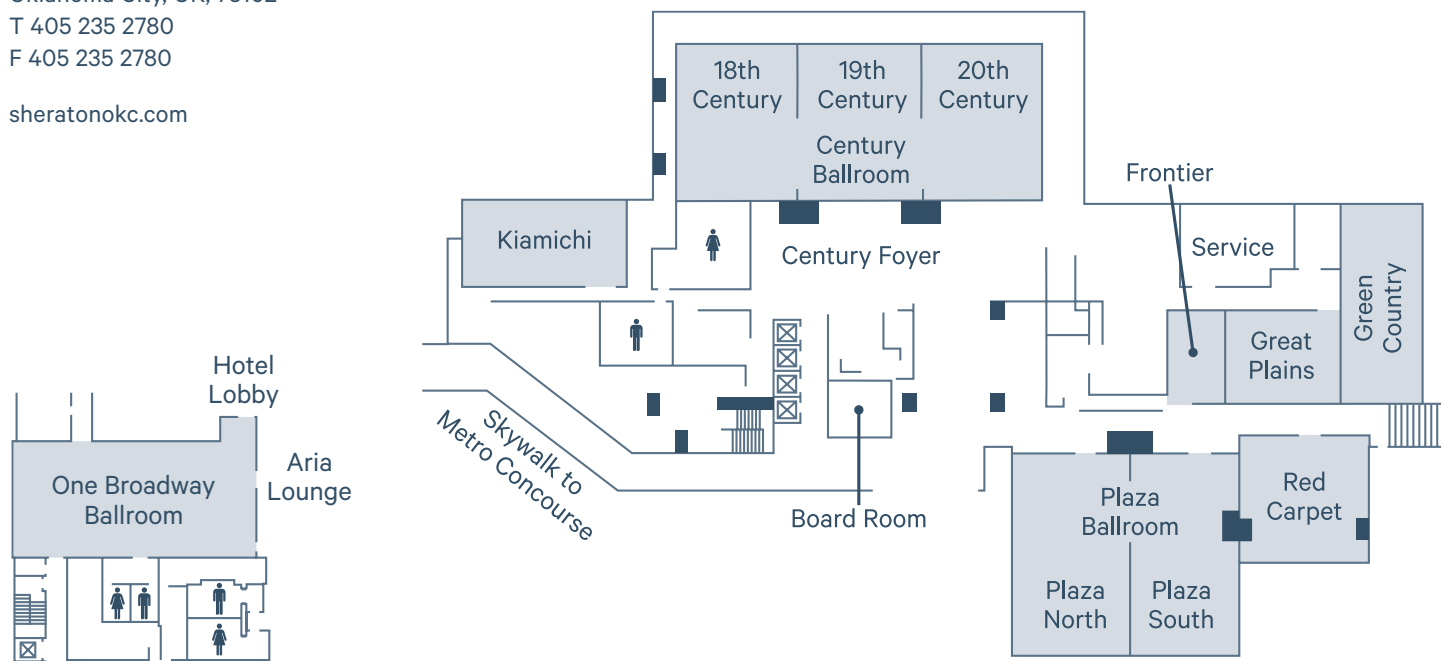 T 405 235 2780
F 405 235 2780
sheratonokc.com
18th
Century
19th
Century
20th
Century
Century
Ballroom
Frontier
Kiamichi
Century Foyer
Service
Green
Country
Great
Plains
Hotel
Lobby
Skywalk to
Metro Concourse
Aria
Lounge
One Broadway
Ballroom
Board Room
Plaza
Ballroom
Red
Carpet
Plaza
North
Plaza
South